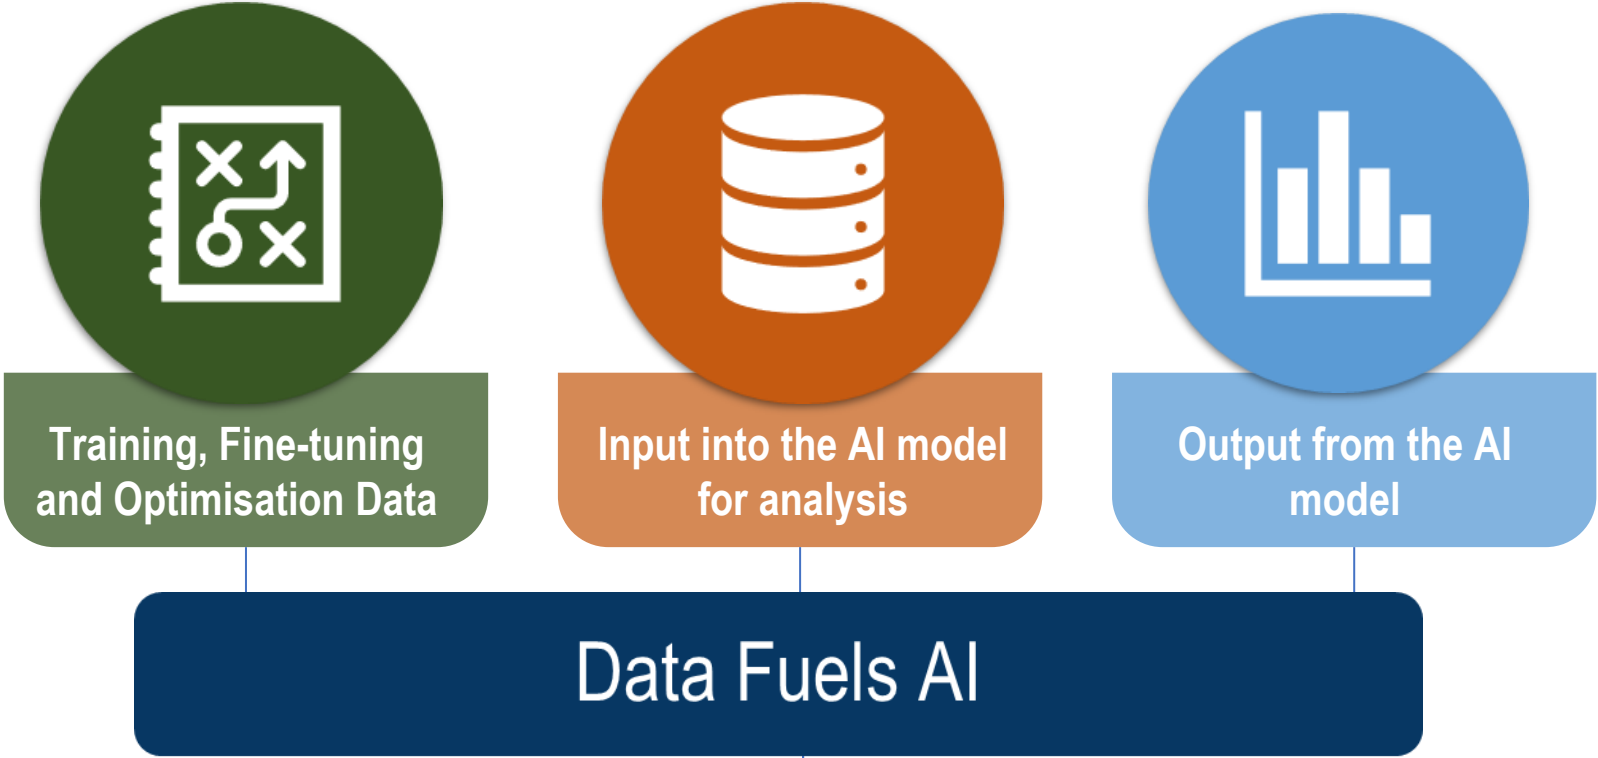 Training, Fine-tuning
and Optimisation Data
Input into the AI model
for analysis
Output from the AI
model
Data Fuels AI